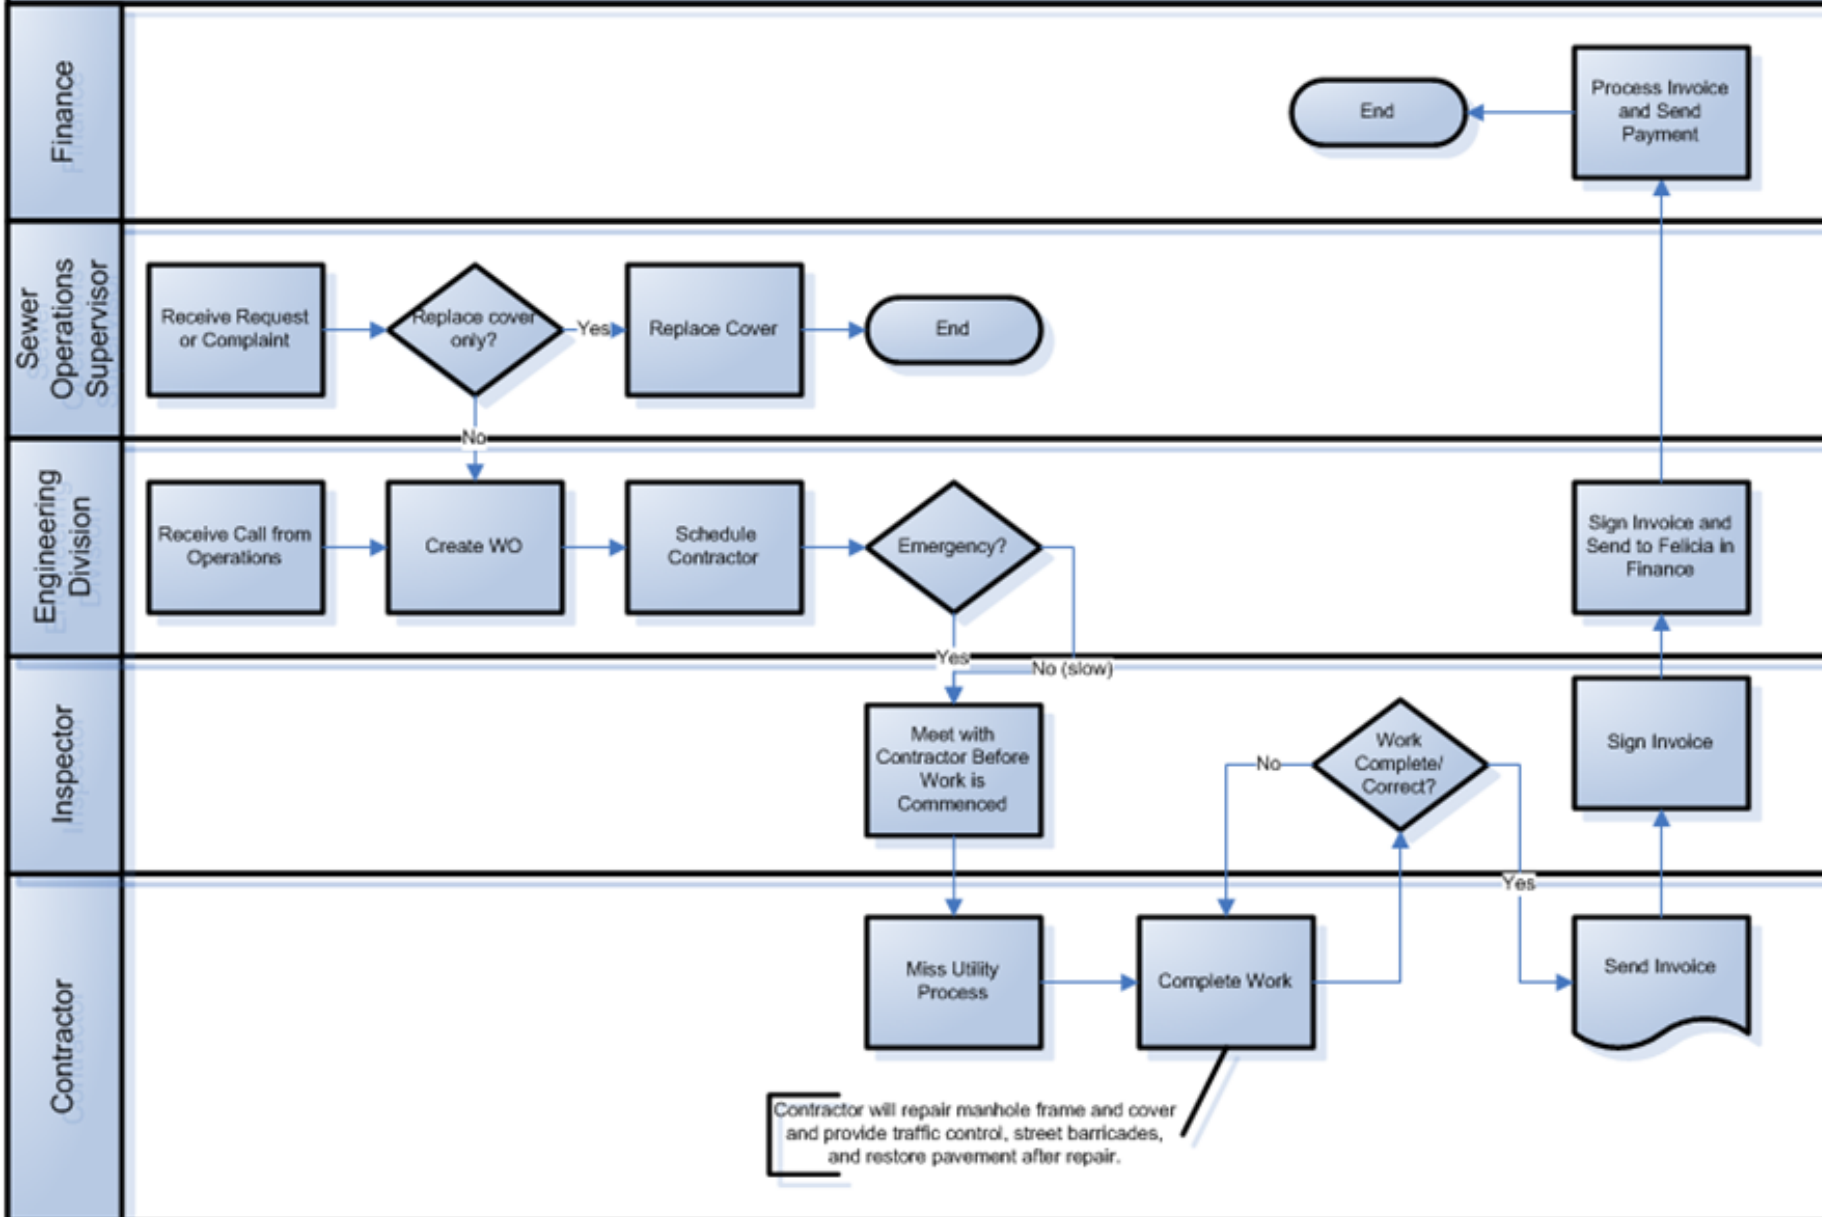 Finance
End
Process Invoice
and Send
Payment
Sewer
Operations
Supervisor
Receive Request
or Complaint
Replace cover
only?
Yes
Replace Cover
End
No
Engineering
Division
Receive Call from
Operations
Create WO
Schedule
Contractor
Emergency?
Sign Invoice and
Send to Felicia in
Finance
Yes
No (slow)
Inspector
Meet with
Contractor Before
Work is
Commenced
No
Work
Complete/
Correct?
Sign Invoice
Yes
Contractor
Miss Utility
Process
Complete Work
Send Invoice
Contractor will repair manhole frame and cover
and provide traffic control, street barricades,
and restore pavement after repair.